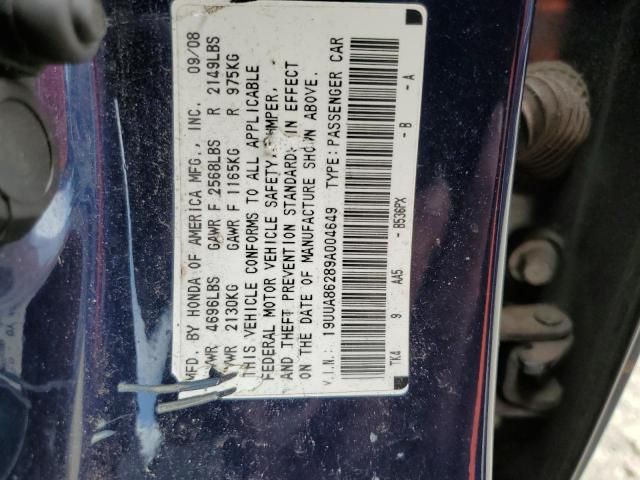 MFD. BY HONDA OF AMERICA MFG., INC. 09/08
GVWR 4696LBS GAWR F 2568LBS R 2149LBS
GVWR 2130KG GAWR F 1165KG R 975KG
THIS VEHICLE CONFORMS TO ALL APPLICABLE
FEDERAL MOTOR VEHICLE SAFETY, BUMPER,
AND THEFT PREVENTION STANDARDS IN EFFECT
ON THE DATE OF MANUFACTURE SHOWN ABOVE.
V.I.N.: 19UUA86289A004649 TYPE: PASSENGER CAR
TK4 9 AA5 - B536PX - B - A